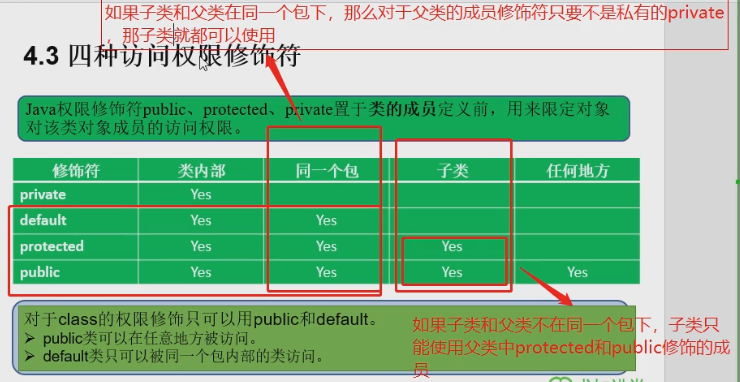 如果子类和父类在同一个包下，那么对于父类的成员修饰符只要不是私有的private
，那子类就都可以使用
4.3 四种访问权限修饰符
Java权限修饰符public、protected、private置于类的成员定义前，用来限定对象
对该类对象成员的访问权限。
修饰符 类内部 同一个包 子类 任何地方
private Yes
default Yes Yes
protected Yes Yes Yes
public Yes Yes Yes Yes
对于class的权限修饰只可以用public和default。
➢ public类可以在任意地方被访问。
➢ default类只可以被同一个包内部的类访问。
如果子类和父类不在同一个包下，子类只
能使用父类中protected和public修饰的成
员